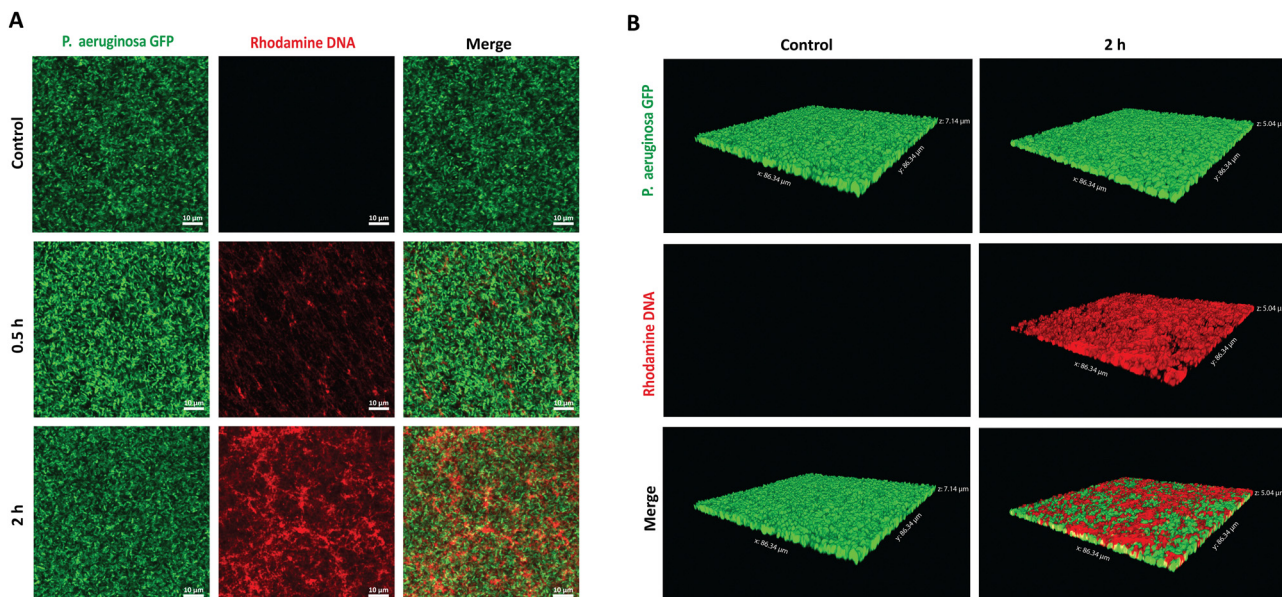 A
P. aeruginosa GFP
Rhodamine DNA
Merge
Control
10 µm
10 µm
10 µm
0.5 h
10 µm
10 µm
10 µm
2 h
10 µm
10 µm
10 µm
B
Control
2 h
P. aeruginosa GFP
z: 7.14 µm
x: 86.34 µm
y: 86.34 µm
z: 5.04 µm
x: 86.34 µm
y: 86.34 µm
Rhodamine DNA
z: 5.04 µm
x: 86.34 µm
y: 86.34 µm
Merge
z: 7.14 µm
x: 86.34 µm
y: 86.34 µm
z: 5.04 µm
x: 86.34 µm
y: 86.34 µm